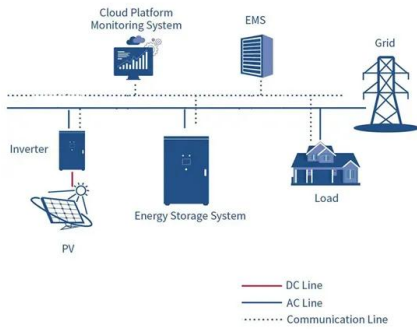 Cloud Platform
Monitoring System
EMS
Grid
Inverter
Energy Storage System
Load
PV
DC Line
AC Line
Communication Line